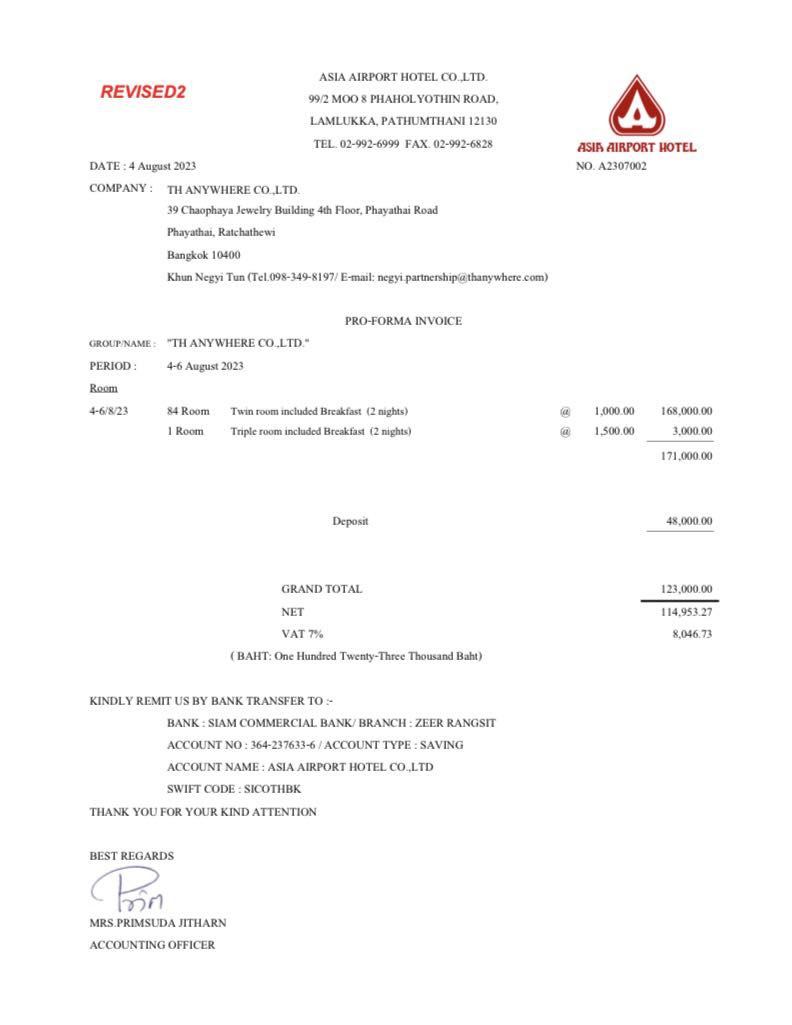 REVISED2
ASIA AIRPORT HOTEL CO.,LTD.
99/2 MOO 8 PHAHOLYOTHIN ROAD,
LAMLUKKA, PATHUMTHANI 12130
TEL. 02-992-6999 FAX. 02-992-6828
ASIA AIRPORT HOTEL
DATE : 4 August 2023 NO. A2307002
COMPANY : TH ANYWHERE CO.,LTD.
39 Chaophaya Jewelry Building 4th Floor, Phayathai Road
Phayathai, Ratchathewi
Bangkok 10400
Khun Negyi Tun (Tel.098-349-8197/ E-mail: negyi.partnership@thanywhere.com)
PRO-FORMA INVOICE
GROUP/NAME : "TH ANYWHERE CO.,LTD."
PERIOD : 4-6 August 2023
Room
4-6/8/23 84 Room Twin room included Breakfast (2 nights) @ 1,000.00 168,000.00
1 Room Triple room included Breakfast (2 nights) @ 1,500.00 3,000.00
171,000.00
Deposit 48,000.00
GRAND TOTAL 123,000.00
NET 114,953.27
VAT 7% 8,046.73
( BAHT: One Hundred Twenty-Three Thousand Baht)
KINDLY REMIT US BY BANK TRANSFER TO :-
BANK : SIAM COMMERCIAL BANK/ BRANCH : ZEER RANGSIT
ACCOUNT NO : 364-237633-6 / ACCOUNT TYPE : SAVING
ACCOUNT NAME : ASIA AIRPORT HOTEL CO.,LTD
SWIFT CODE : SICOTHBK
THANK YOU FOR YOUR KIND ATTENTION
BEST REGARDS
MRS.PRIMSUDA JITHARN
ACCOUNTING OFFICER